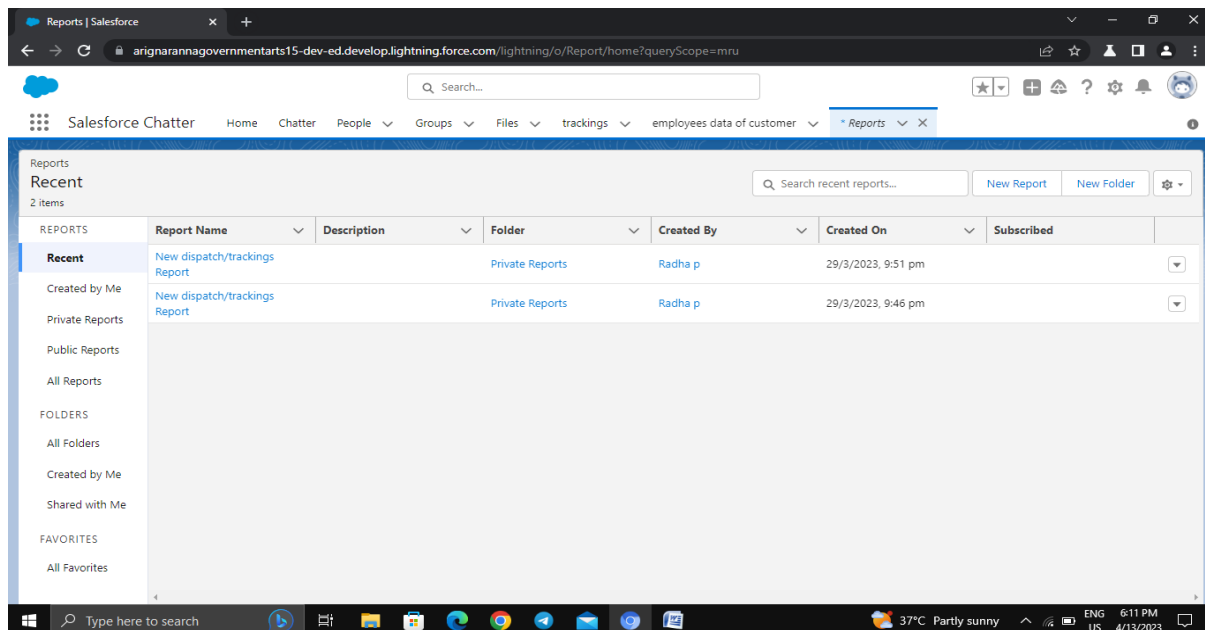 Reports | Salesforce
arignarannagovernmentarts15-dev-ed.develop.lightning.force.com/lightning/o/Report/home?queryScope=mru
Search...
Salesforce Chatter Home Chatter People Groups Files trackings employees data of customer * Reports
Reports
Recent
2 items
Search recent reports...
New Report New Folder
REPORTS
Recent
Created by Me
Private Reports
Public Reports
All Reports
FOLDERS
All Folders
Created by Me
Shared with Me
FAVORITES
All Favorites
Report Name Description Folder Created By Created On Subscribed
New dispatch/trackings
Report
Private Reports Radha p 29/3/2023, 9:51 pm
New dispatch/trackings
Report
Private Reports Radha p 29/3/2023, 9:46 pm
Type here to search
37°C Partly sunny
ENG
US
6:11 PM
4/13/2023